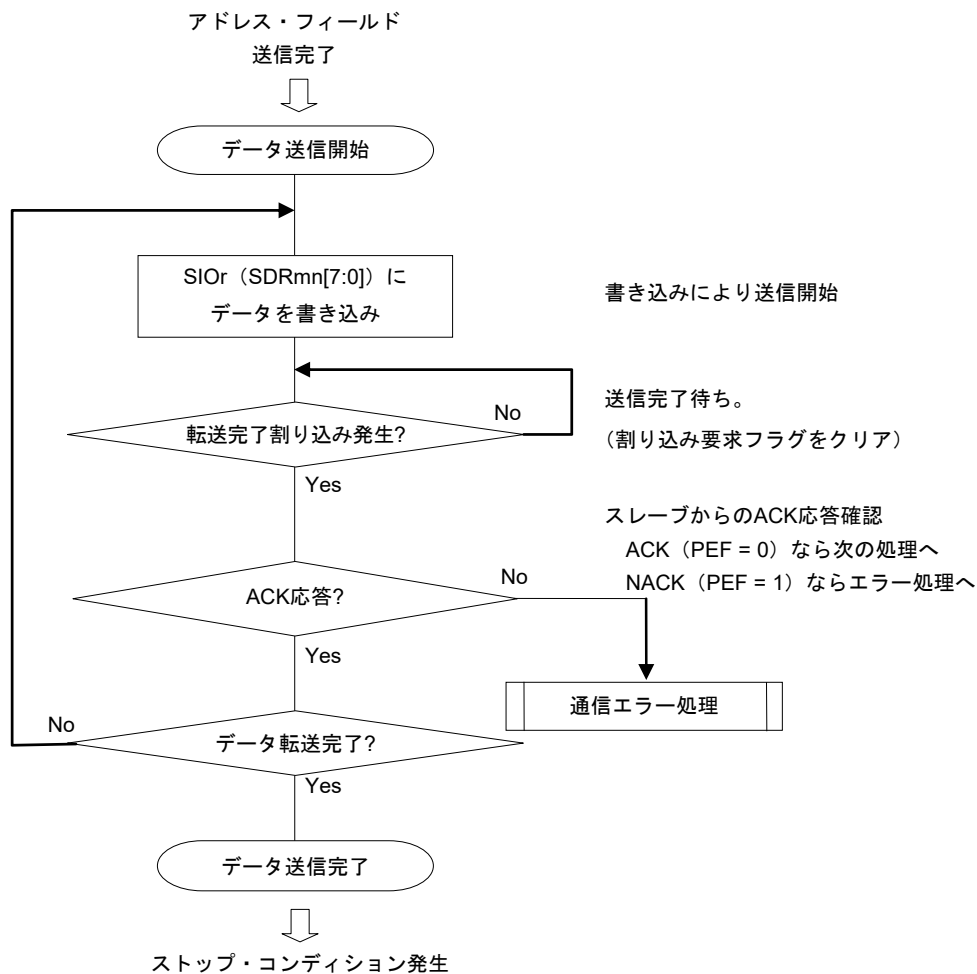 アドレス・フィールド
送信完了
データ送信開始
SIOr（SDRmn[7:0]）に
データを書き込み
書き込みにより送信開始
転送完了割り込み発生?
No
送信完了待ち。
（割り込み要求フラグをクリア）
Yes
スレーブからのACK応答確認
ACK（PEF = 0）なら次の処理へ
NACK（PEF = 1）ならエラー処理へ
ACK応答?
No
Yes
通信エラー処理
No
データ転送完了?
Yes
データ送信完了
ストップ・コンディション発生